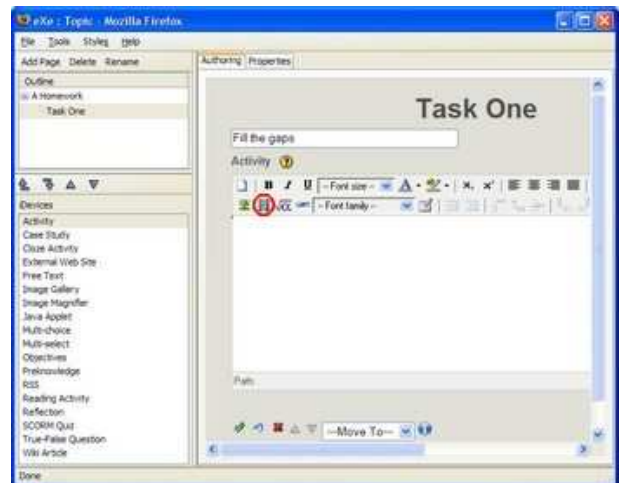 eXe : Topic - Mozilla Firefox
File Tools Styles Help
Add Page Delete Rename
Outline
A Homework
Task One
Devices
Activity
Case Study
Cloze Activity
External Web Site
Free Text
Image Gallery
Image Magnifier
Java Applet
Multi-choice
Multi-select
Objectives
Preknowledge
RSS
Reading Activity
Reflection
SCORM Quiz
True-False Question
Wiki Article
Done
Authoring Properties
Task One
Fill the gaps
Activity
B I U -- Font size -- A
-- Font family --
Path:
---Move To---